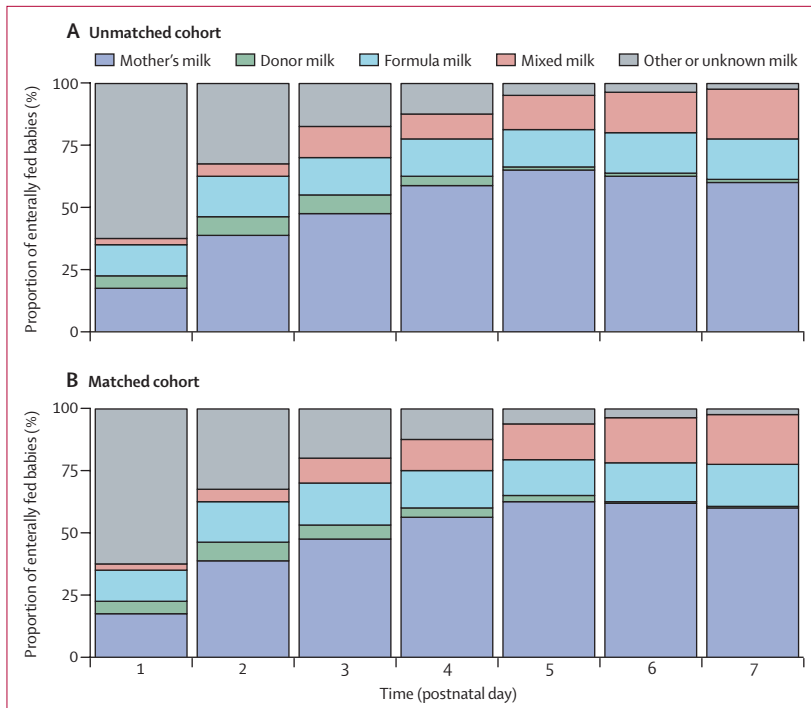 A Unmatched cohort
Mother's milk Donor milk Formula milk Mixed milk Other or unknown milk
100
75
50
25
0
Proportion of enterally fed babies (%)
B Matched cohort
100
75
50
25
0
Proportion of enterally fed babies (%)
1 2 3 4 5 6 7
Time (postnatal day)